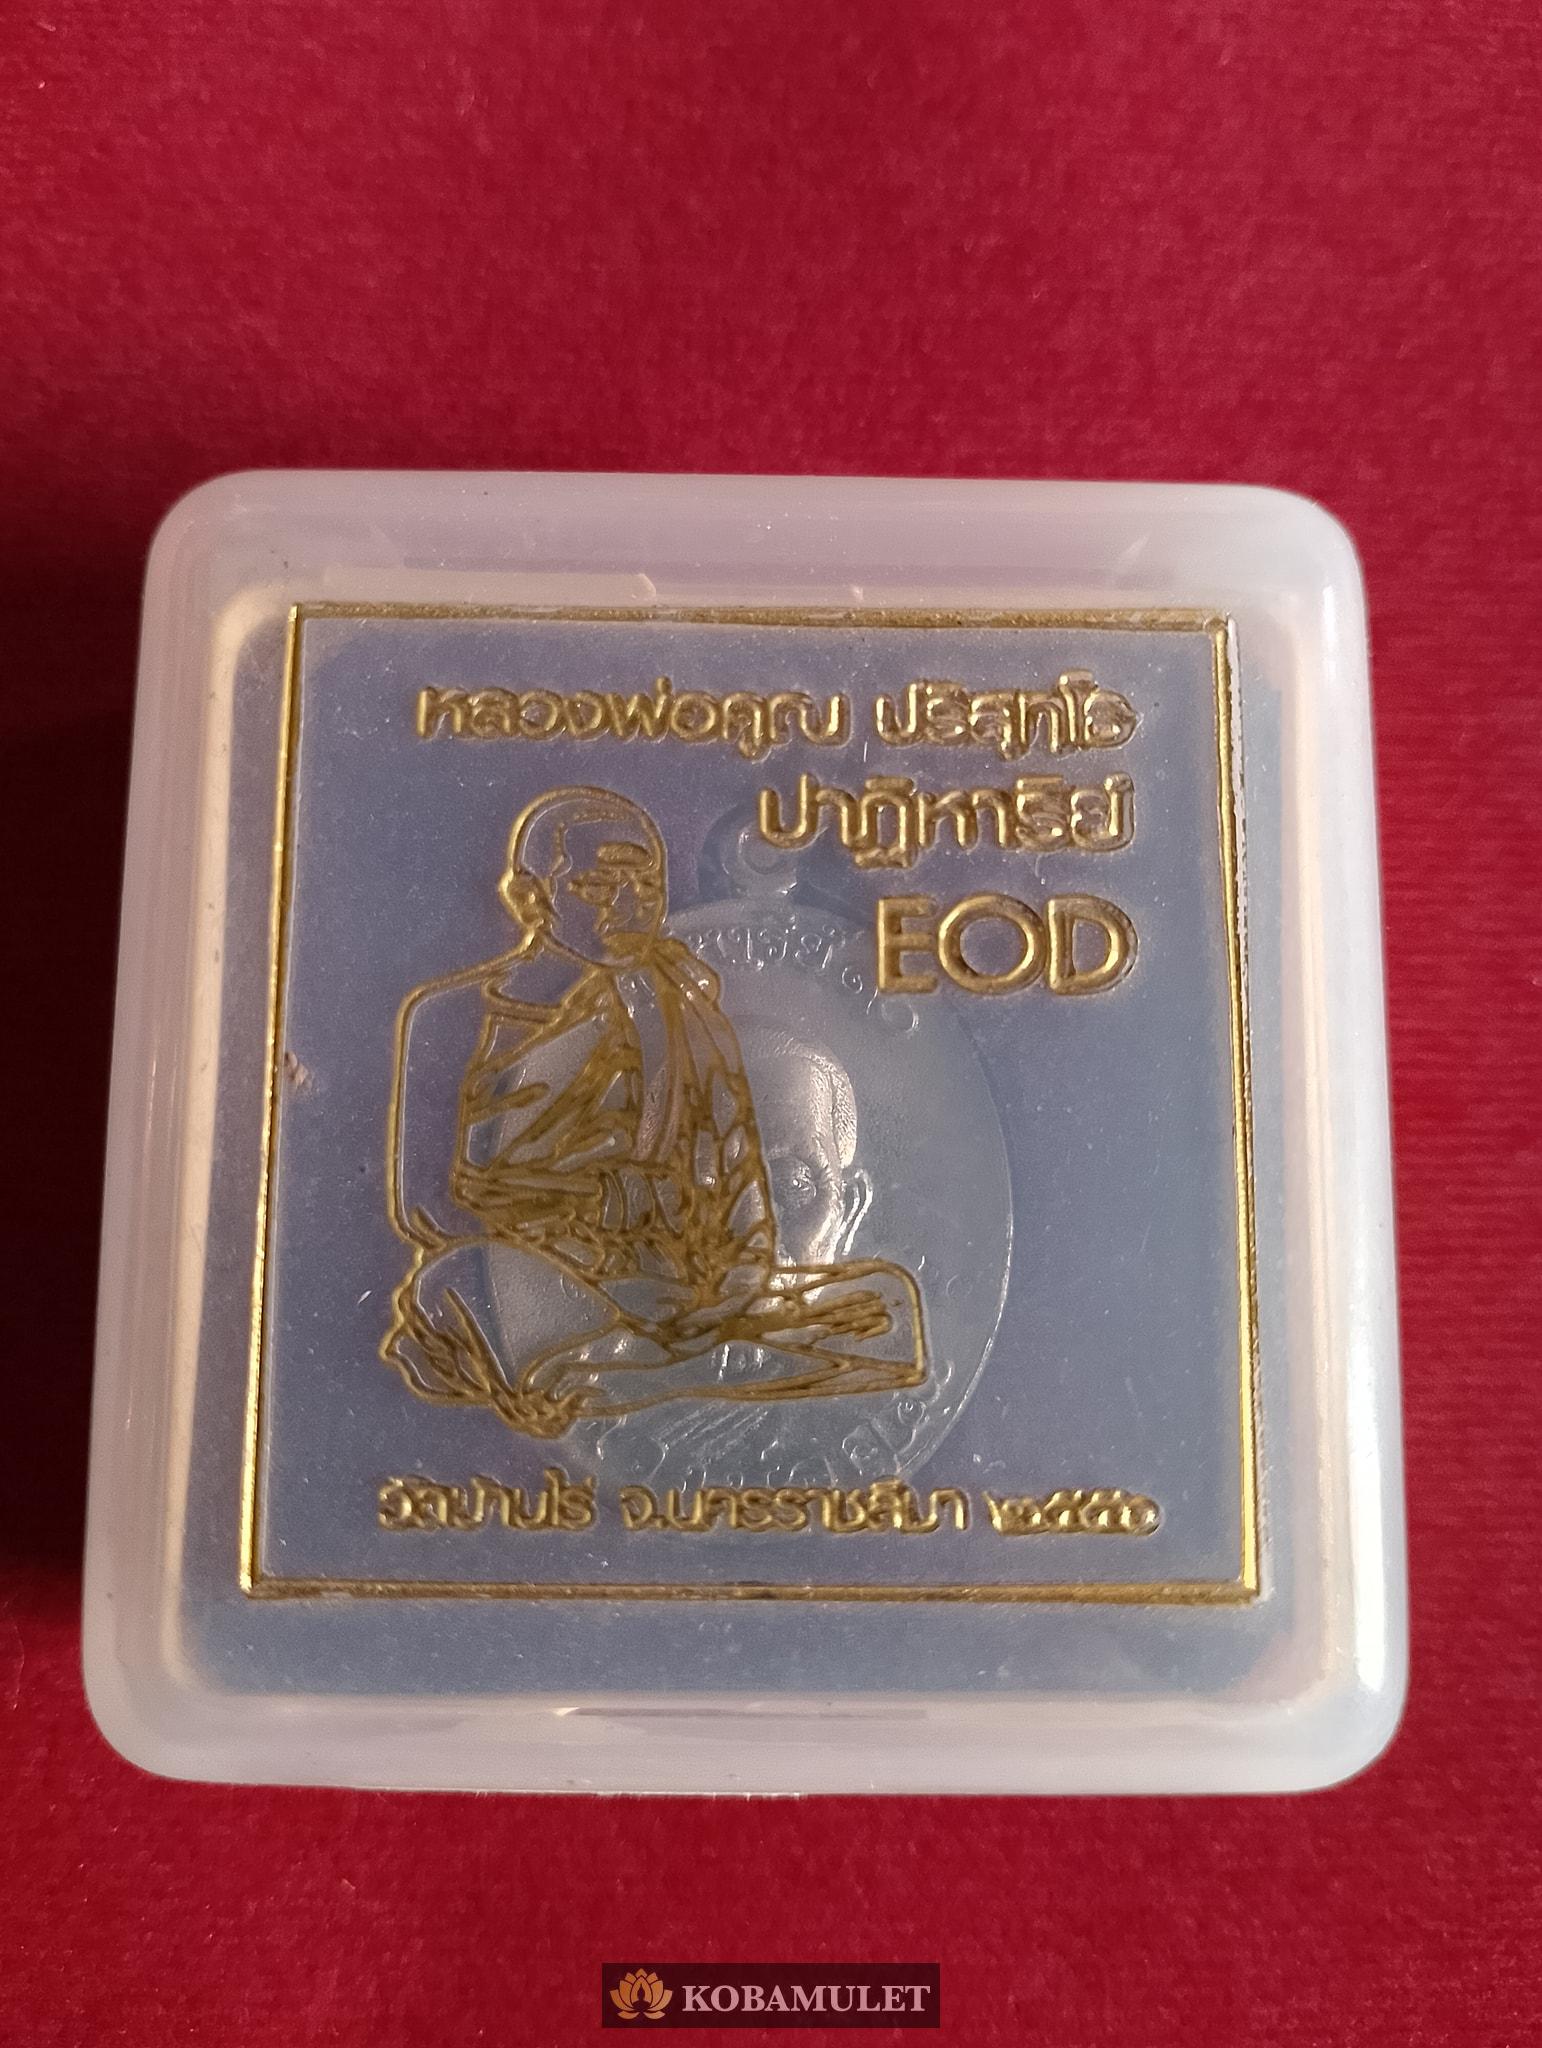 หลวงพ่อคูณ ปริสุทโธ
ปาฏิหาริย์
EOD
วัดบ้านไร่ จ.นครราชสีมา ๒๕๕๑
KOBAMULET